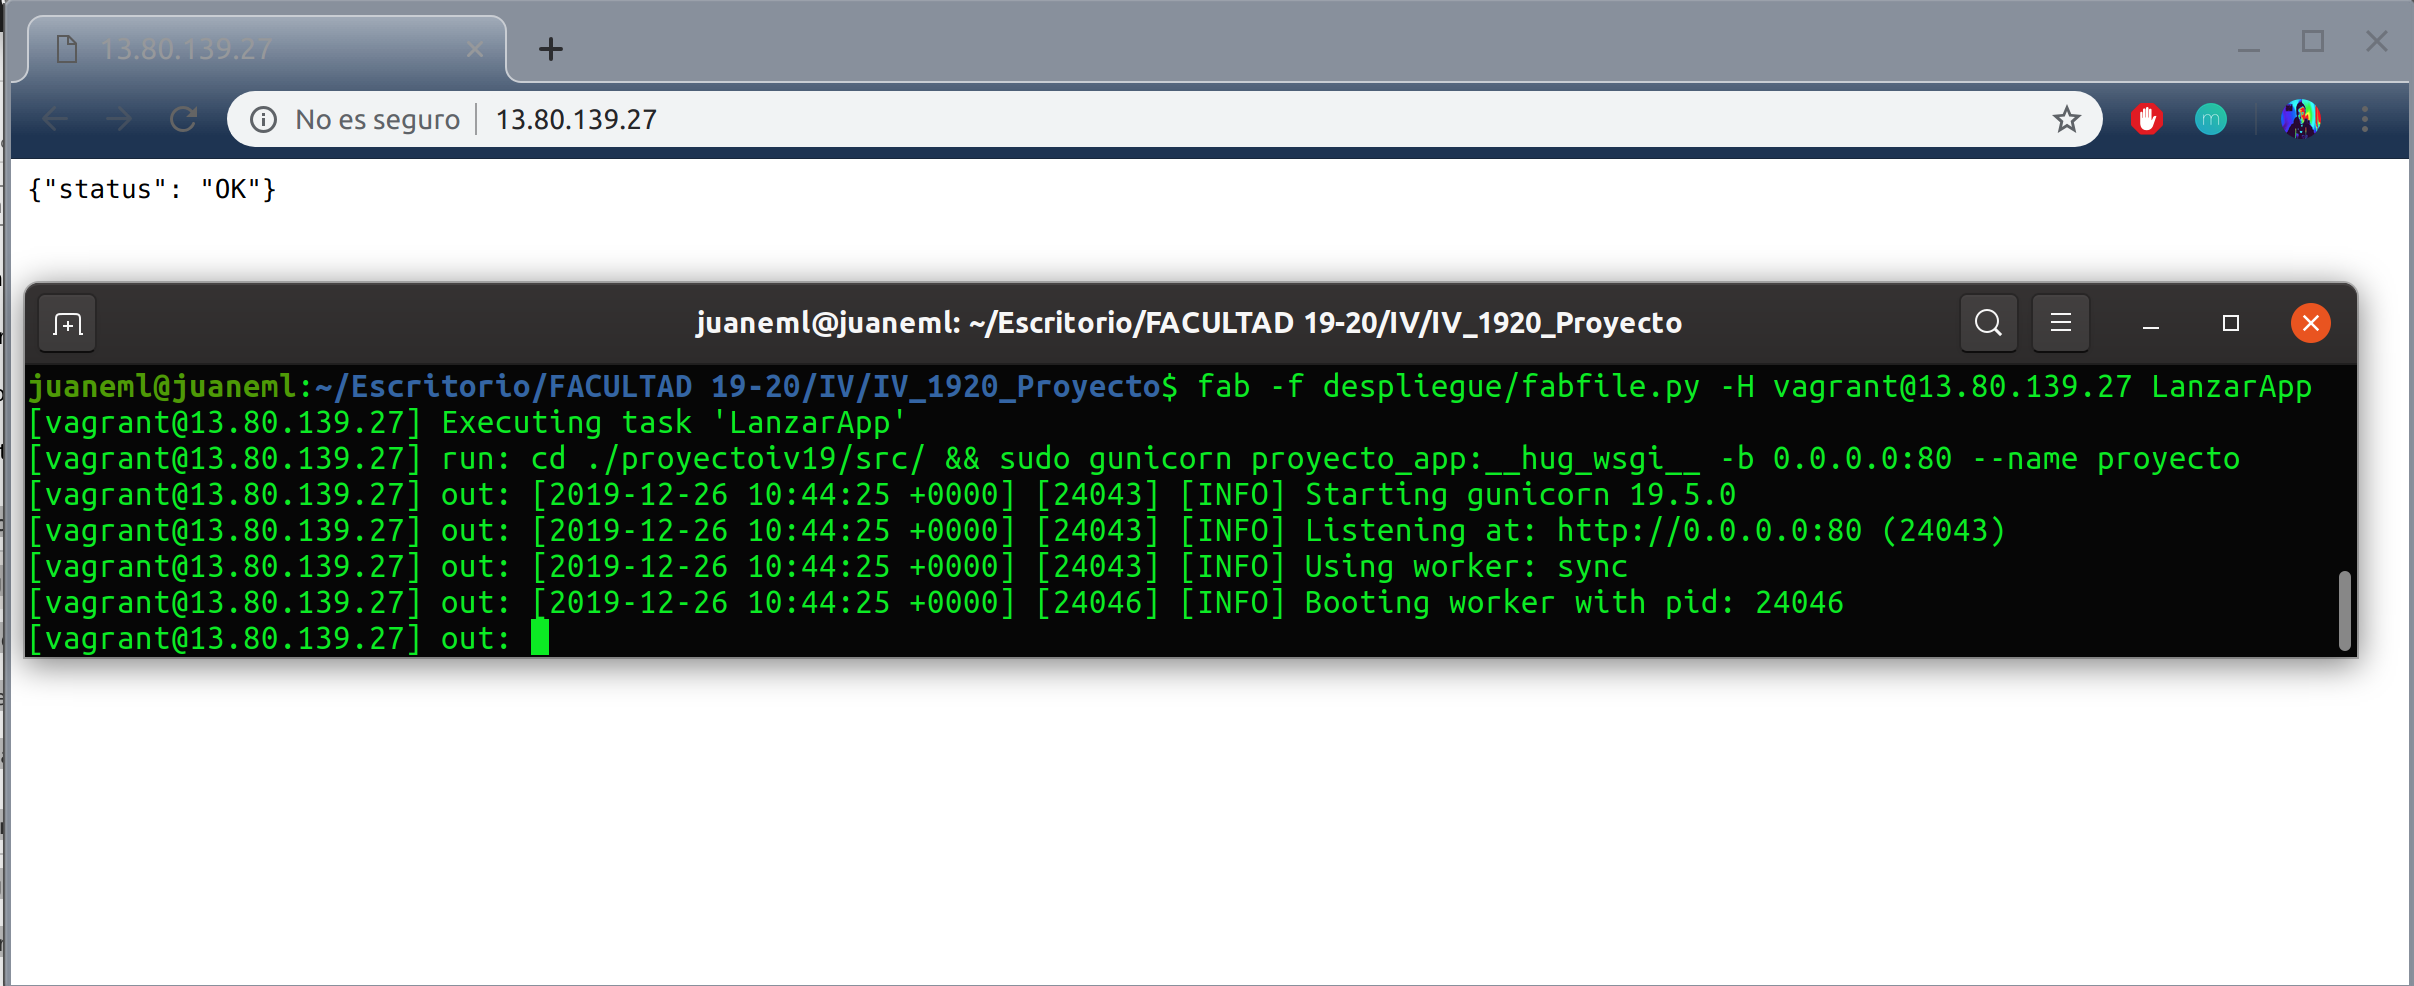 13.80.139.27
No es seguro 13.80.139.27
m
{"status": "OK"}
juaneml@juaneml: ~/Escritorio/FACULTAD 19-20/IV/IV_1920_Proyecto
juaneml@juaneml:~/Escritorio/FACULTAD 19-20/IV/IV_1920_Proyecto$ fab -f despliegue/fabfile.py -H vagrant@13.80.139.27 LanzarApp
[vagrant@13.80.139.27] Executing task 'LanzarApp'
[vagrant@13.80.139.27] run: cd ./proyectoiv19/src/ && sudo gunicorn proyecto_app:__hug_wsgi__ -b 0.0.0.0:80 --name proyecto
[vagrant@13.80.139.27] out: [2019-12-26 10:44:25 +0000] [24043] [INFO] Starting gunicorn 19.5.0
[vagrant@13.80.139.27] out: [2019-12-26 10:44:25 +0000] [24043] [INFO] Listening at: http://0.0.0.0:80 (24043)
[vagrant@13.80.139.27] out: [2019-12-26 10:44:25 +0000] [24043] [INFO] Using worker: sync
[vagrant@13.80.139.27] out: [2019-12-26 10:44:25 +0000] [24046] [INFO] Booting worker with pid: 24046
[vagrant@13.80.139.27] out: